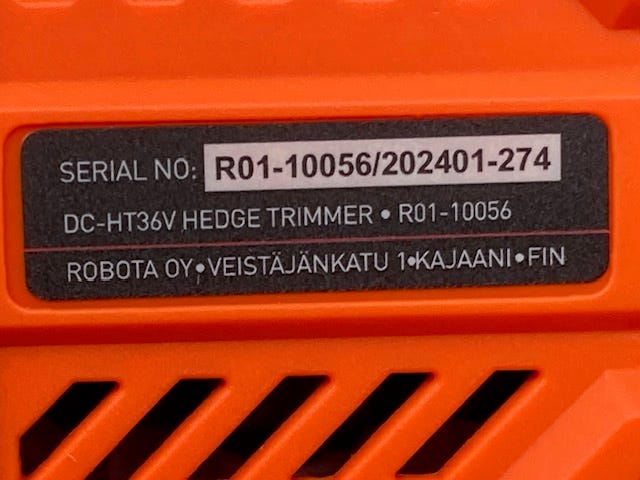 SERIAL NO: R01-10056/202401-274
DC-HT36V HEDGE TRIMMER • R01-10056
ROBOTA OY•VEISTÄJÄNKATU 1•KAJAANI•FIN